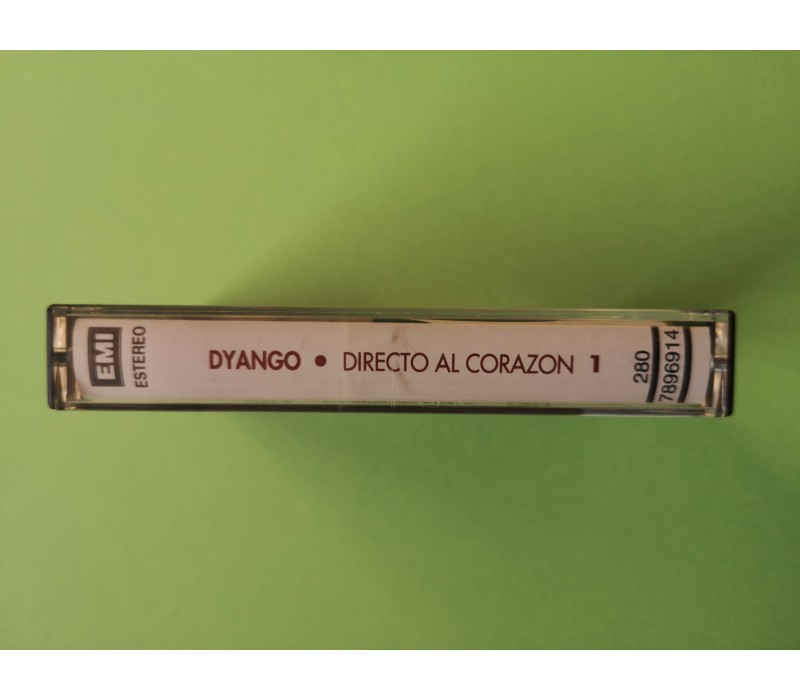 EMI
ESTEREO
DYANGO • DIRECTO AL CORAZON 1
280
7896914